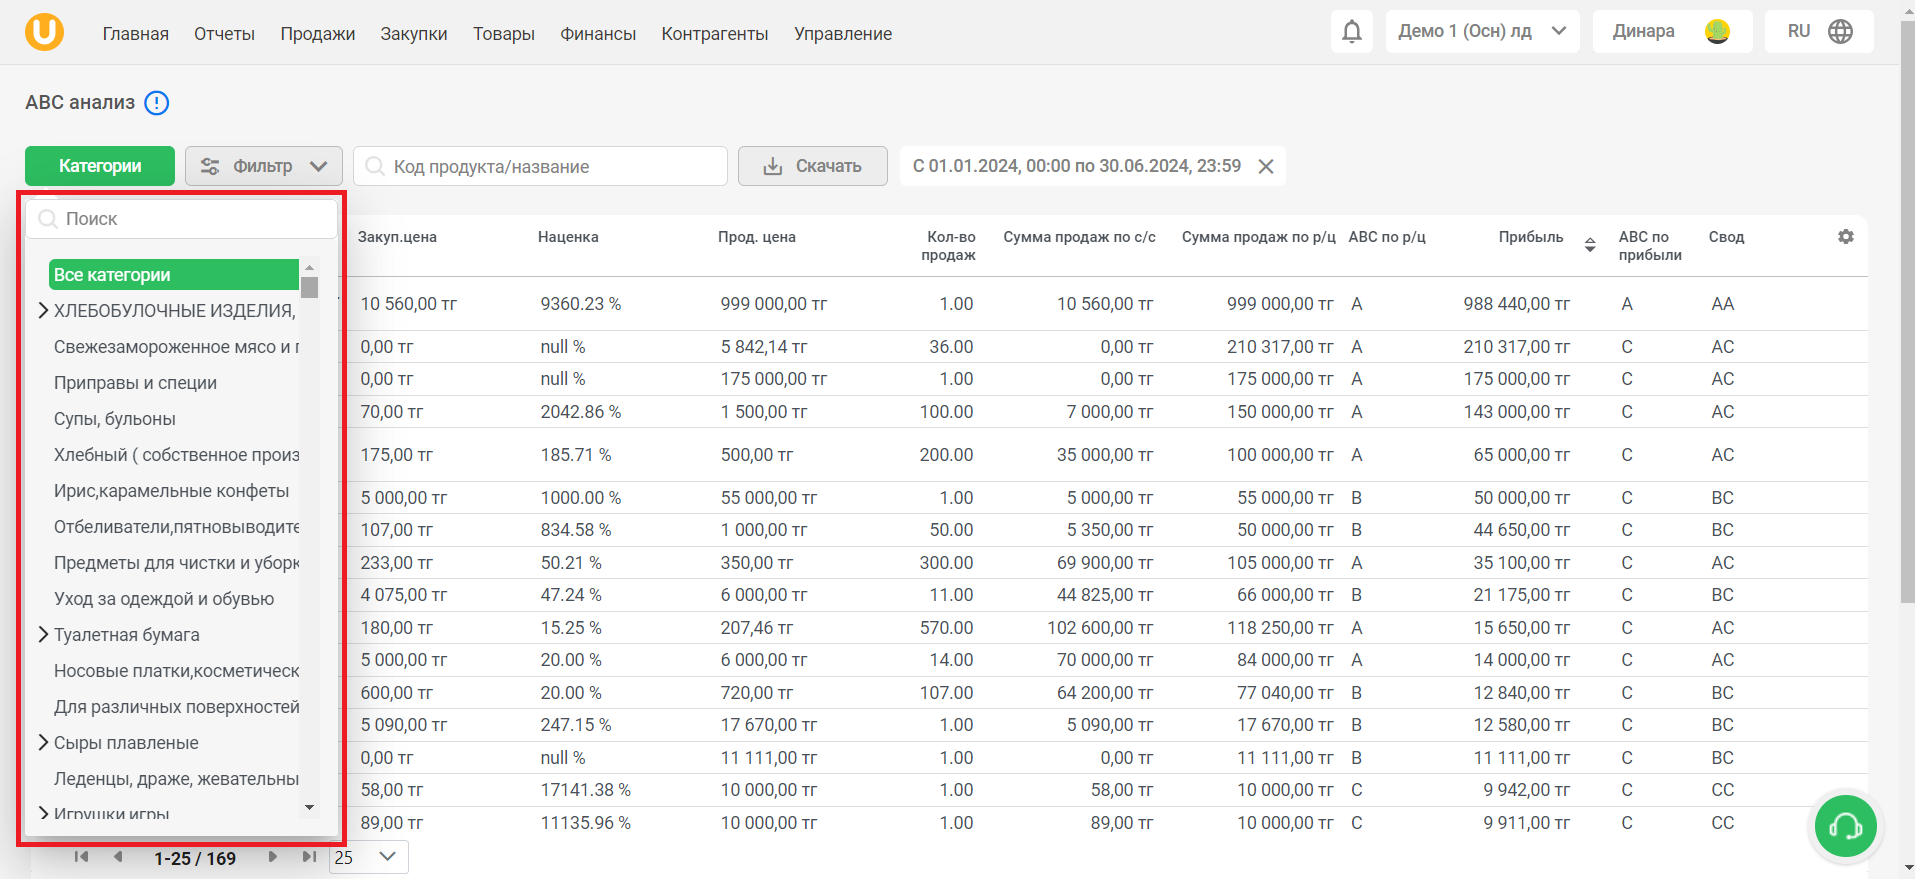 Главная Отчеты Продажи Закупки Товары Финансы Контрагенты Управление Демо 1 (Осн) лд Динара RU
ABC анализ
Категории Фильтр Код продукта/название Скачать С 01.01.2024, 00:00 по 30.06.2024, 23:59
Поиск
Все категории
ХЛЕБОБУЛОЧНЫЕ ИЗДЕЛИЯ,
Свежезамороженное мясо и
Приправы и специи
Супы, бульоны
Хлебный ( собственное произ
Ирис,карамельные конфеты
Отбеливатели,пятновыводите
Предметы для чистки и уборк
Уход за одеждой и обувью
Туалетная бумага
Носовые платки,косметическ
Для различных поверхностей
Сыры плавленые
Леденцы, драже, жевательны
Игрушки,игры
Закуп.цена Наценка Прод. цена Кол-во продаж Сумма продаж по с/с Сумма продаж по р/ц ABC по р/ц Прибыль ABC по прибыли Свод
10 560,00 тг 9360.23 % 999 000,00 тг 1.00 10 560,00 тг 999 000,00 тг A 988 440,00 тг A AA
0,00 тг null % 5 842,14 тг 36.00 0,00 тг 210 317,00 тг A 210 317,00 тг C AC
0,00 тг null % 175 000,00 тг 1.00 0,00 тг 175 000,00 тг A 175 000,00 тг C AC
70,00 тг 2042.86 % 1 500,00 тг 100.00 7 000,00 тг 150 000,00 тг A 143 000,00 тг C AC
175,00 тг 185.71 % 500,00 тг 200.00 35 000,00 тг 100 000,00 тг A 65 000,00 тг C AC
5 000,00 тг 1000.00 % 55 000,00 тг 1.00 5 000,00 тг 55 000,00 тг B 50 000,00 тг C BC
107,00 тг 834.58 % 1 000,00 тг 50.00 5 350,00 тг 50 000,00 тг B 44 650,00 тг C BC
233,00 тг 50.21 % 350,00 тг 300.00 69 900,00 тг 105 000,00 тг A 35 100,00 тг C AC
4 075,00 тг 47.24 % 6 000,00 тг 11.00 44 825,00 тг 66 000,00 тг B 21 175,00 тг C BC
180,00 тг 15.25 % 207,46 тг 570.00 102 600,00 тг 118 250,00 тг A 15 650,00 тг C AC
5 000,00 тг 20.00 % 6 000,00 тг 14.00 70 000,00 тг 84 000,00 тг A 14 000,00 тг C AC
600,00 тг 20.00 % 720,00 тг 107.00 64 200,00 тг 77 040,00 тг B 12 840,00 тг C BC
5 090,00 тг 247.15 % 17 670,00 тг 1.00 5 090,00 тг 17 670,00 тг B 12 580,00 тг C BC
0,00 тг null % 11 111,00 тг 1.00 0,00 тг 11 111,00 тг B 11 111,00 тг C BC
58,00 тг 17141.38 % 10 000,00 тг 1.00 58,00 тг 10 000,00 тг C 9 942,00 тг C CC
89,00 тг 11135.96 % 10 000,00 тг 1.00 89,00 тг 10 000,00 тг C 9 911,00 тг C CC
1-25 / 169 25